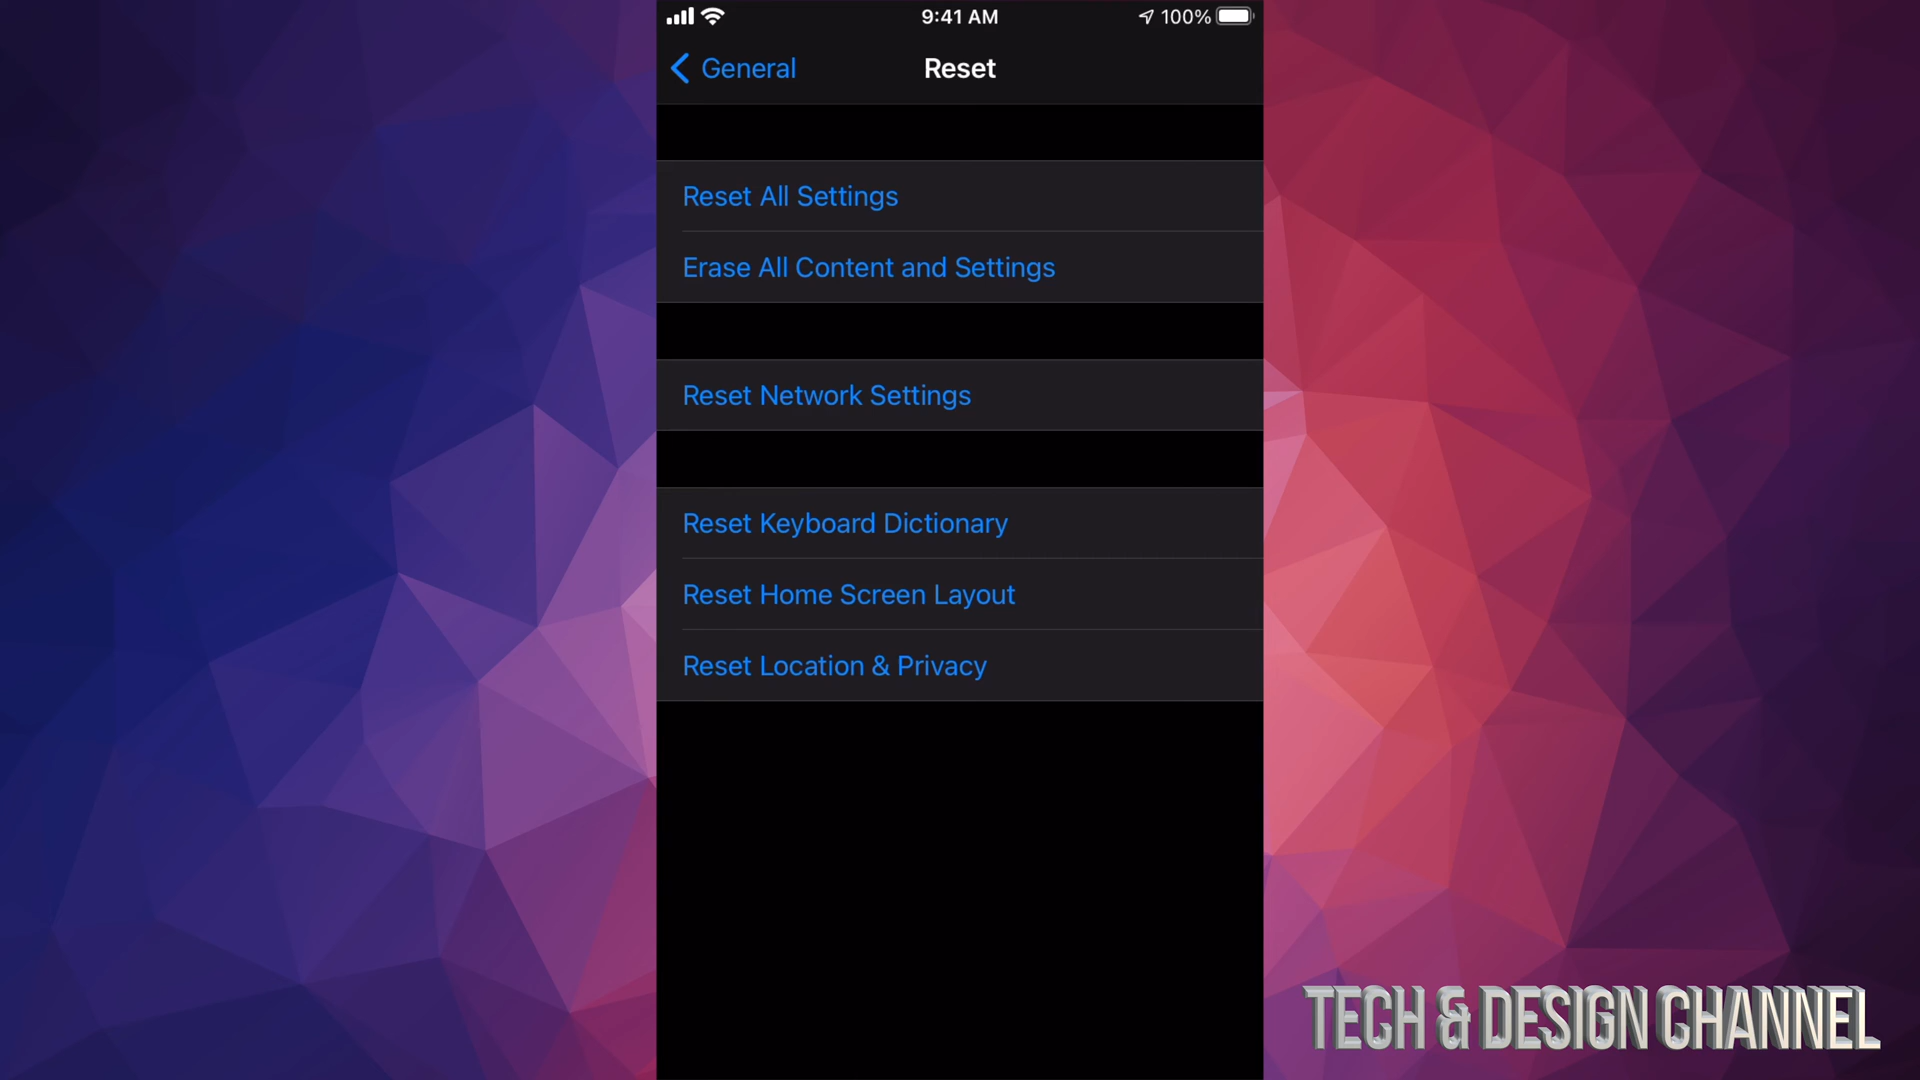 9:41 AM
100%
General
Reset
Reset All Settings
Erase All Content and Settings
Reset Network Settings
Reset Keyboard Dictionary
Reset Home Screen Layout
Reset Location & Privacy
TECH & DESIGN CHANNEL